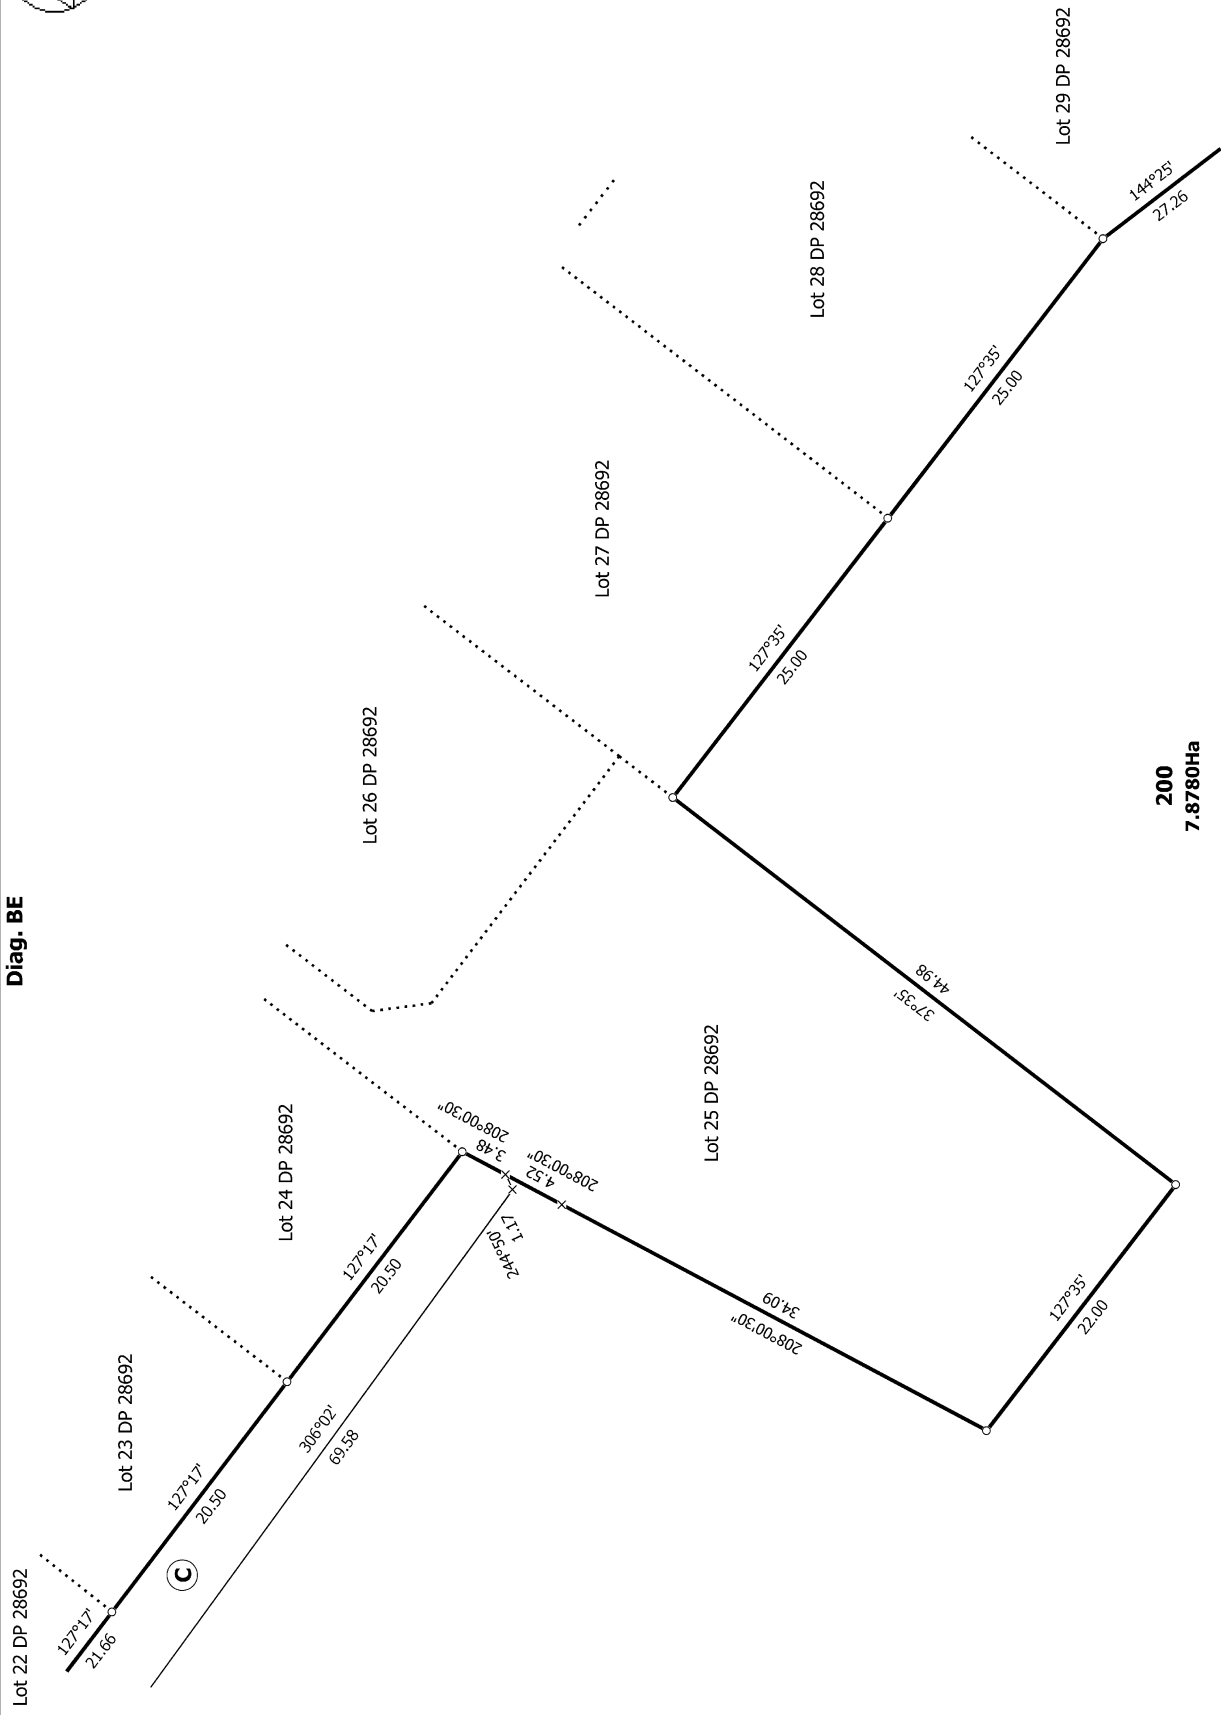 Diag. BE
Lot 22 DP 28692
127°17'
21.66
C
Lot 23 DP 28692
127°17'
20.50
306°02'
69.58
Lot 24 DP 28692
127°17'
20.50
208°00'30"
3.48
208°00'30"
4.52
244°50'
1.17
208°00'30"
34.09
Lot 25 DP 28692
127°35'
22.00
37°35'
44.98
Lot 26 DP 28692
200
7.8780Ha
Lot 27 DP 28692
127°35'
25.00
Lot 28 DP 28692
127°35'
25.00
Lot 29 DP 28692
144°25'
27.26